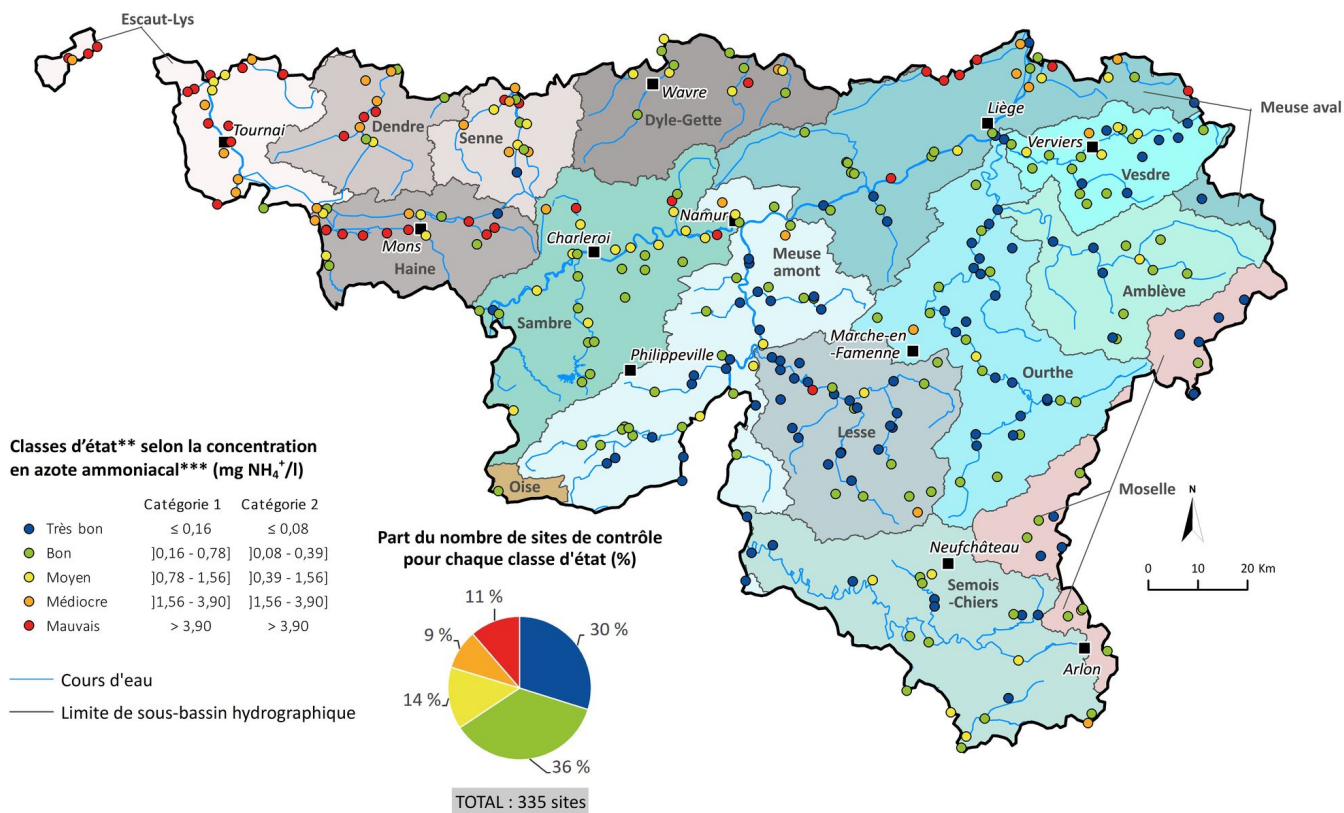 Escaut-Lys
Wavre
Dyle-Gette
Liège
Meuse aval
Tournai
Dendre
Senne
Verviers
Vesdre
Namur
Mons
Haine
Charleroi
Meuse
amont
Amblève
Sambre
Marche-en
-Famenne
Philippeville
Ourthe
Lesse
Oise
Moselle
N
Neufchâteau
Semois
-Chiers
0 10 20 Km
Arlon
Classes d'état** selon la concentration
en azote ammoniacal*** (mg NH₄⁺/l)
Catégorie 1 Catégorie 2
Très bon ≤ 0,16 ≤ 0,08
Bon ]0,16 - 0,78] ]0,08 - 0,39]
Moyen ]0,78 - 1,56] ]0,39 - 1,56]
Médiocre ]1,56 - 3,90] ]1,56 - 3,90]
Mauvais > 3,90 > 3,90
Cours d'eau
Limite de sous-bassin hydrographique
Part du nombre de sites de contrôle
pour chaque classe d'état (%)
11 %
30 %
9 %
14 %
36 %
TOTAL : 335 sites